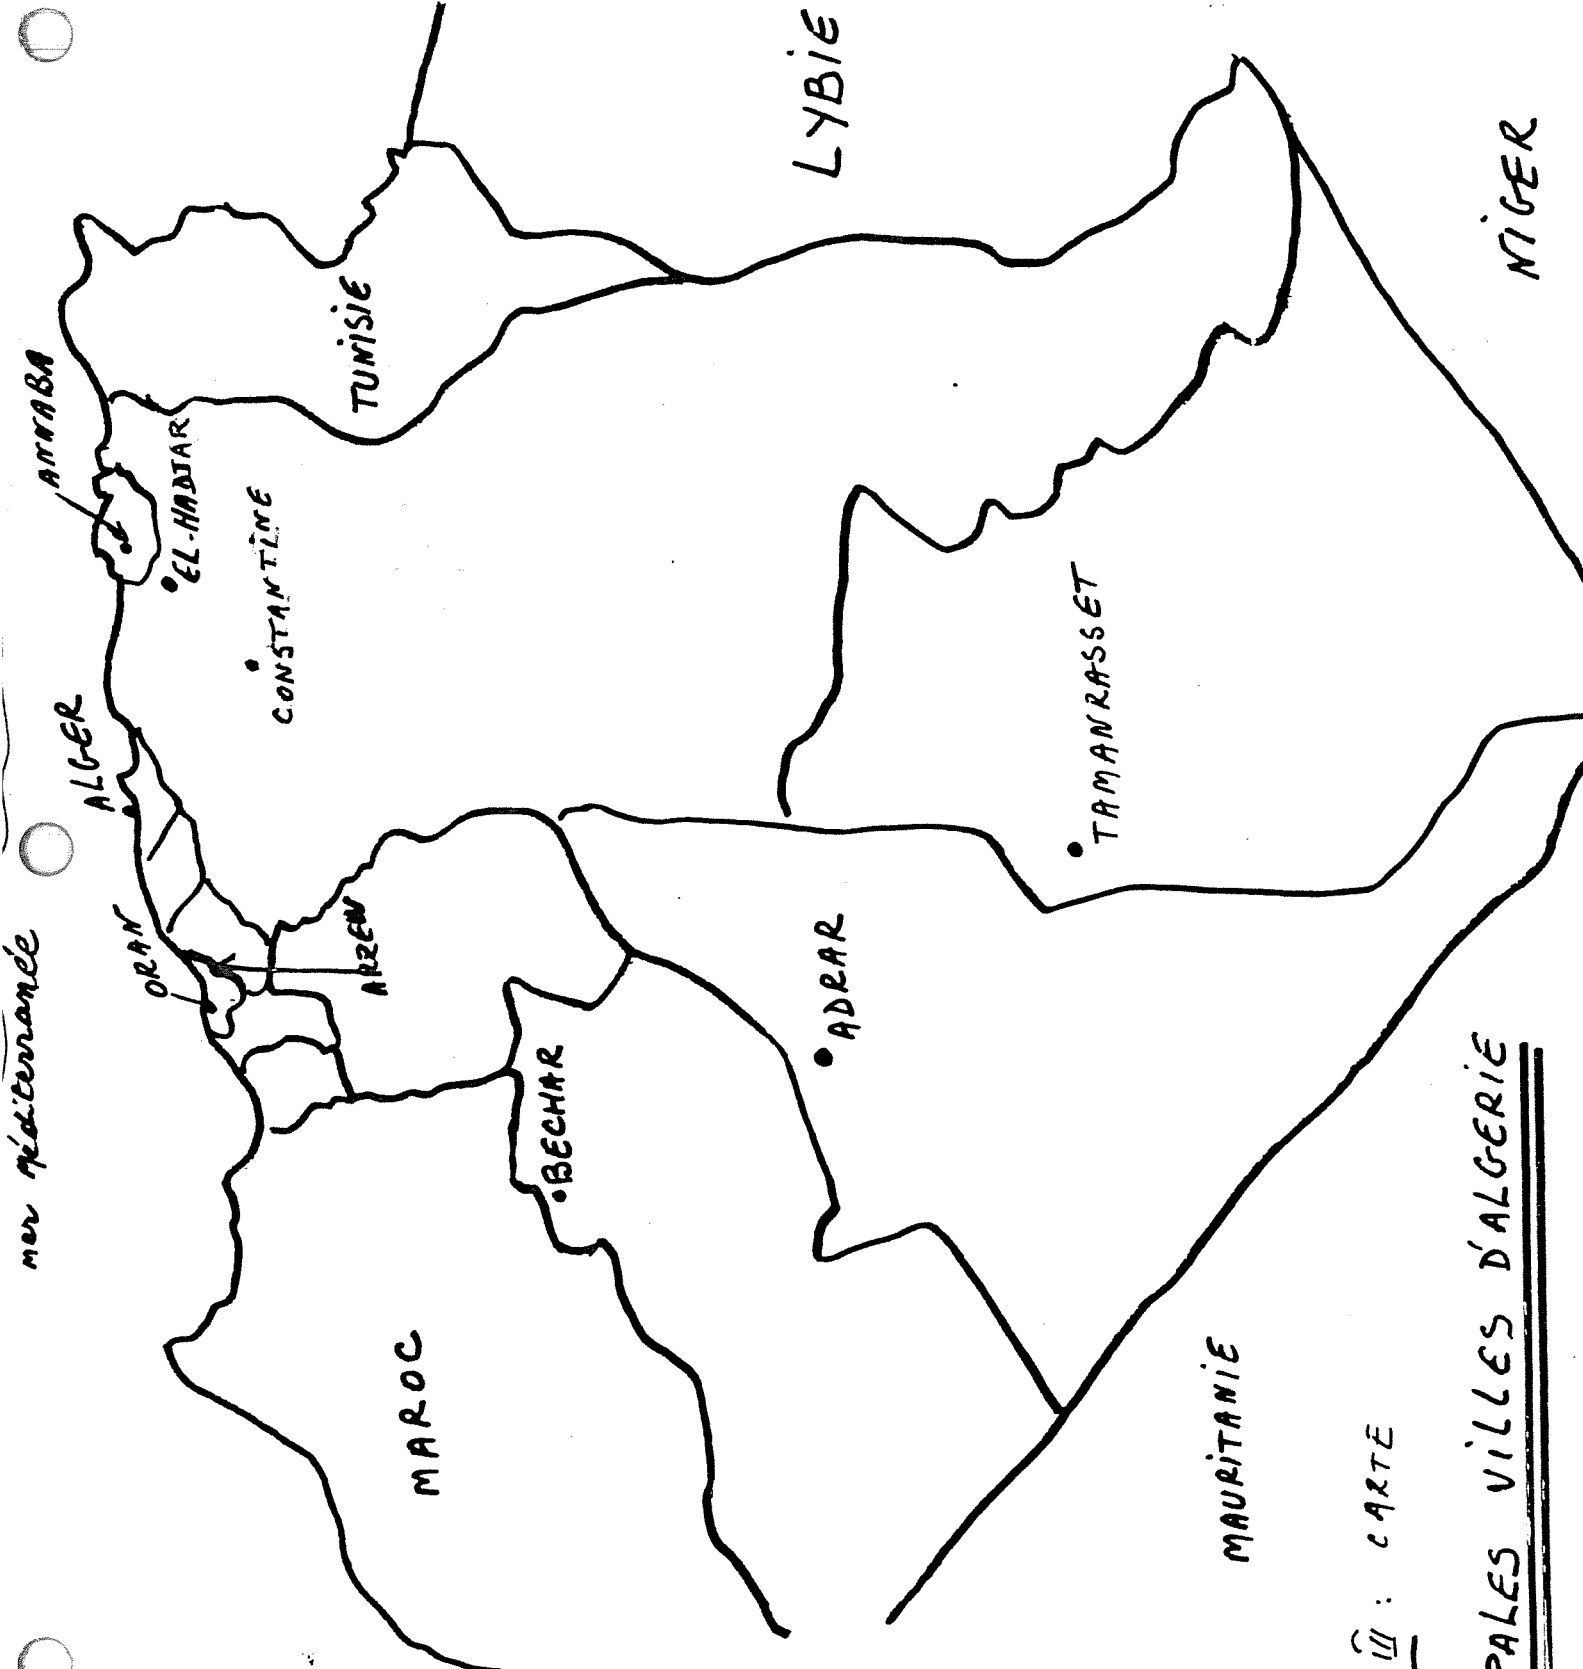 mer Méditerranée
ORAN
ALGER
ANNABA
EL-HADJAR
CONSTANTINE
ARZEW
TUNISIE
LYBIE
MAROC
BECHAR
ADRAR
TAMANRASSET
MAURITANIE
NIGER
III : CARTE
PALES VILLES D'ALGERIE